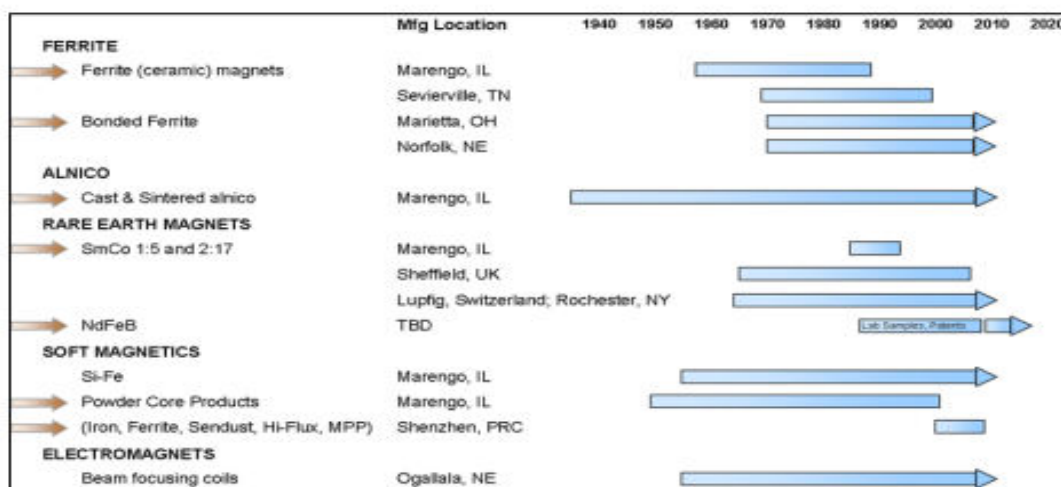 Mfg Location 1940 1950 1960 1970 1980 1990 2000 2010 2020
FERRITE
Ferrite (ceramic) magnets Marengo, IL
Sevierville, TN
Bonded Ferrite Marietta, OH
Norfolk, NE
ALNICO
Cast & Sintered alnico Marengo, IL
RARE EARTH MAGNETS
SmCo 1:5 and 2:17 Marengo, IL
Sheffield, UK
Lupfig, Switzerland; Rochester, NY
NdFeB TBD Lab Samples, Patents
SOFT MAGNETICS
Si-Fe Marengo, IL
Powder Core Products Marengo, IL
(Iron, Ferrite, Sendust, Hi-Flux, MPP) Shenzhen, PRC
ELECTROMAGNETS
Beam focusing coils Ogallala, NE